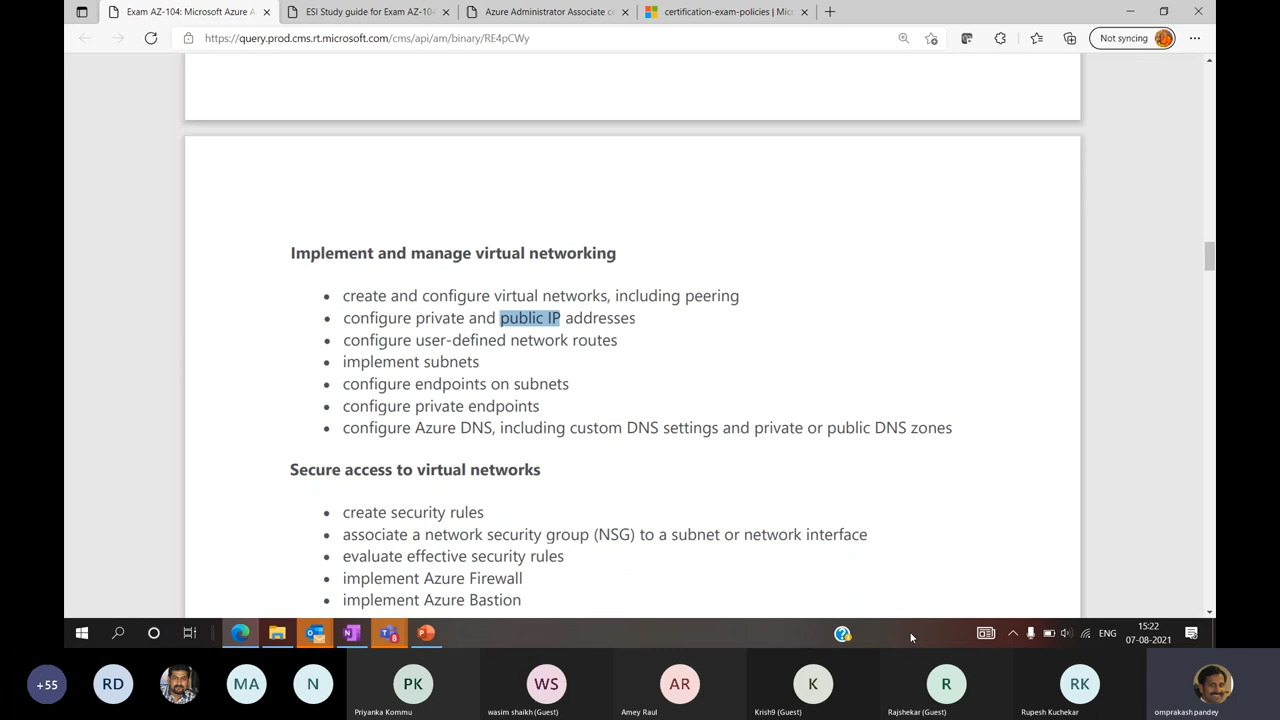 Exam AZ-104: Microsoft Azure A
ESI Study guide for Exam AZ-104
Azure Administrator Associate ce
certification-exam-policies | Mic
https://query.prod.cms.rt.microsoft.com/cms/api/am/binary/RE4pCWy
Not syncing
Implement and manage virtual networking
• create and configure virtual networks, including peering
• configure private and public IP addresses
• configure user-defined network routes
• implement subnets
• configure endpoints on subnets
• configure private endpoints
• configure Azure DNS, including custom DNS settings and private or public DNS zones
Secure access to virtual networks
• create security rules
• associate a network security group (NSG) to a subnet or network interface
• evaluate effective security rules
• implement Azure Firewall
• implement Azure Bastion
8
ENG
15:22
07-08-2021
+55
RD
MA
N
PK
WS
AR
K
R
RK
Priyanka Kommu
wasim shaikh (Guest)
Amey Raul
Krish9 (Guest)
Rajshekar (Guest)
Rupesh Kuchekar
omprakash pandey